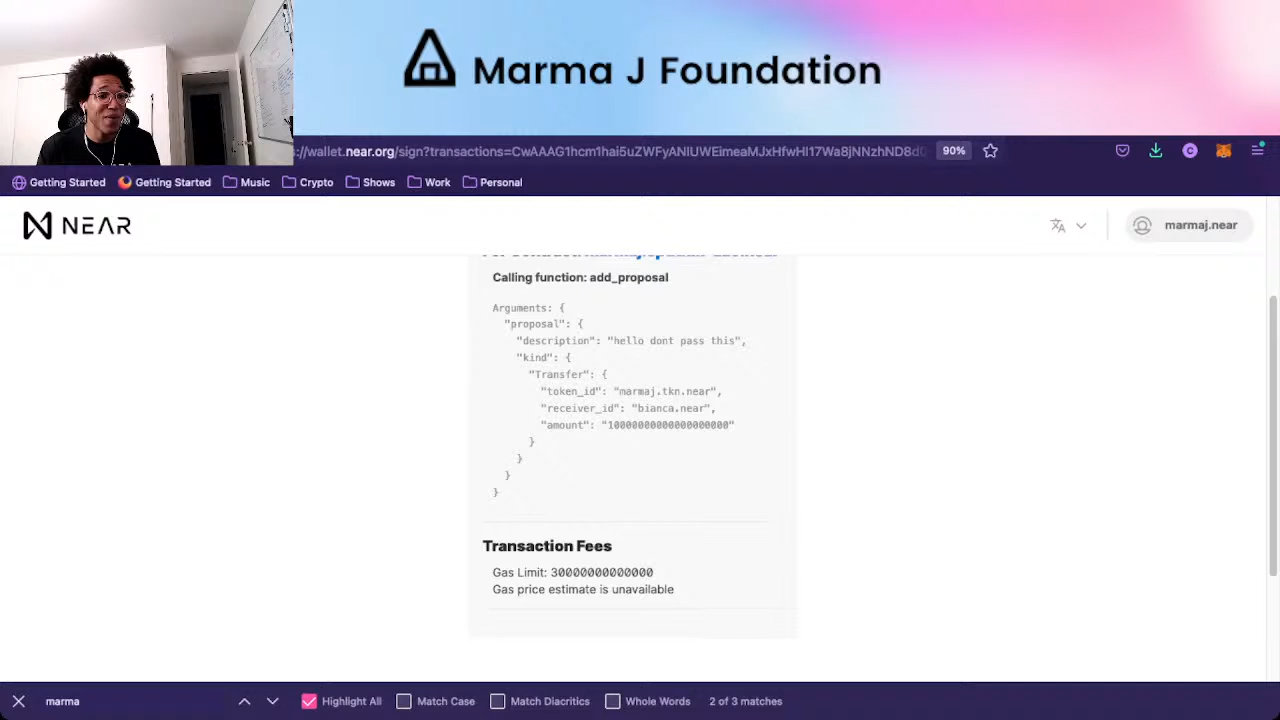 Marma J Foundation
://wallet.near.org/sign?transactions=
90%
Getting Started
Getting Started
Music
Crypto
Shows
Work
Personal
NEAR
marmaj.near
Calling function: add_proposal
Arguments: {
"proposal": {
"description": "hello dont pass this",
"kind": {
"Transfer": {
"token_id": "marmaj.tkn.near",
"receiver_id": "bianca.near",
"amount":
}
}
}
}
Transaction Fees
Gas Limit: 30000000000000
Gas price estimate is unavailable
marma
Highlight All
Match Case
Match Diacritics
Whole Words
2 of 3 matches